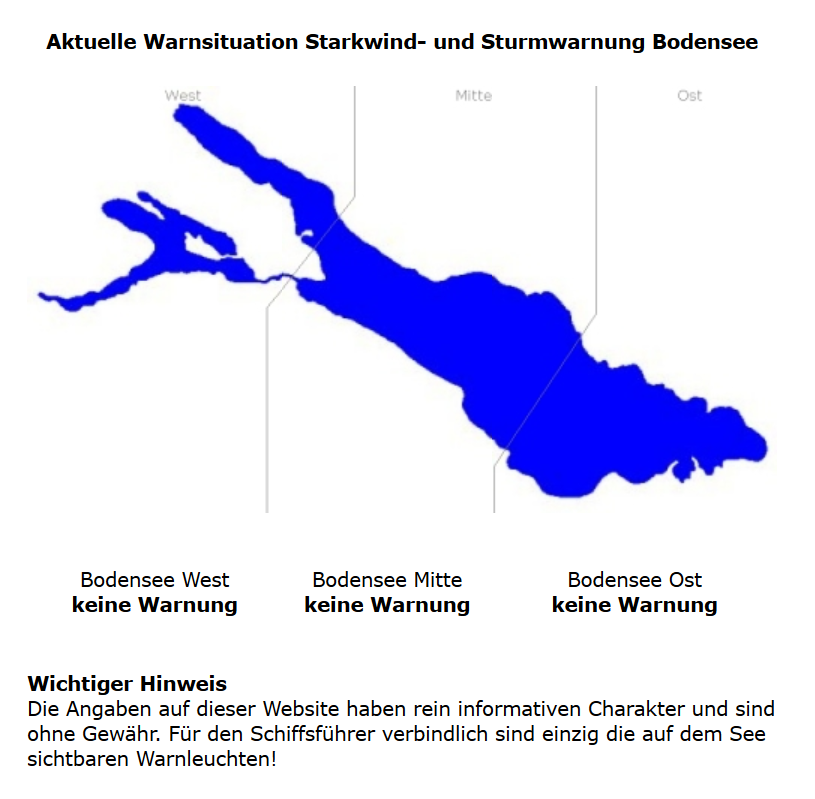 Aktuelle Warnsituation Starkwind- und Sturmwarnung Bodensee
West
Mitte
Ost
Bodensee West
keine Warnung
Bodensee Mitte
keine Warnung
Bodensee Ost
keine Warnung
Wichtiger Hinweis
Die Angaben auf dieser Website haben rein informativen Charakter und sind
ohne Gewähr. Für den Schiffsführer verbindlich sind einzig die auf dem See
sichtbaren Warnleuchten!